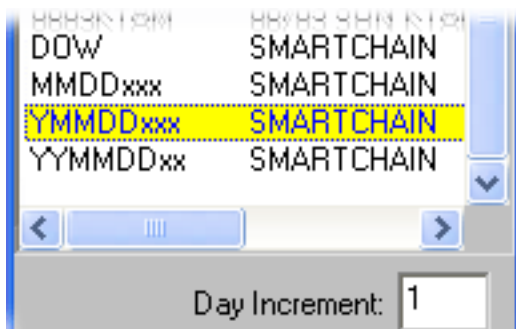 DOW SMARTCHAIN
MMDDxxx SMARTCHAIN
YMMDDxxx SMARTCHAIN
YYMMDDxx SMARTCHAIN
Day Increment: 1